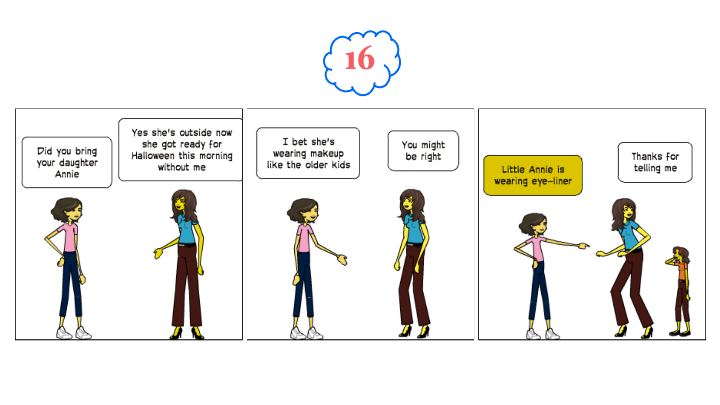 16
Did you bring
your daughter
Annie
Yes she's outside now
she got ready for
Halloween this morning
without me
I bet she's
wearing makeup
like the older kids
You might
be right
Little Annie is
wearing eye-liner
Thanks for
telling me